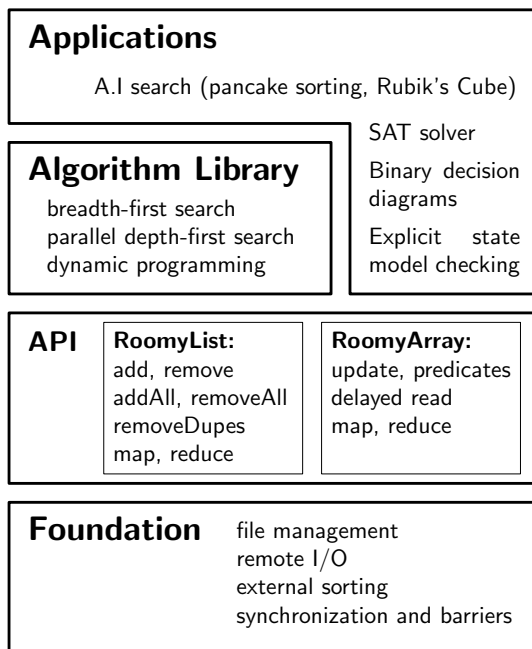 Applications
A.I search (pancake sorting, Rubik's Cube)
SAT solver
Binary decision
diagrams
Explicit state
model checking
Algorithm Library
breadth-first search
parallel depth-first search
dynamic programming
API
RoomyList:
add, remove
addAll, removeAll
removeDupes
map, reduce
RoomyArray:
update, predicates
delayed read
map, reduce
Foundation
file management
remote I/O
external sorting
synchronization and barriers